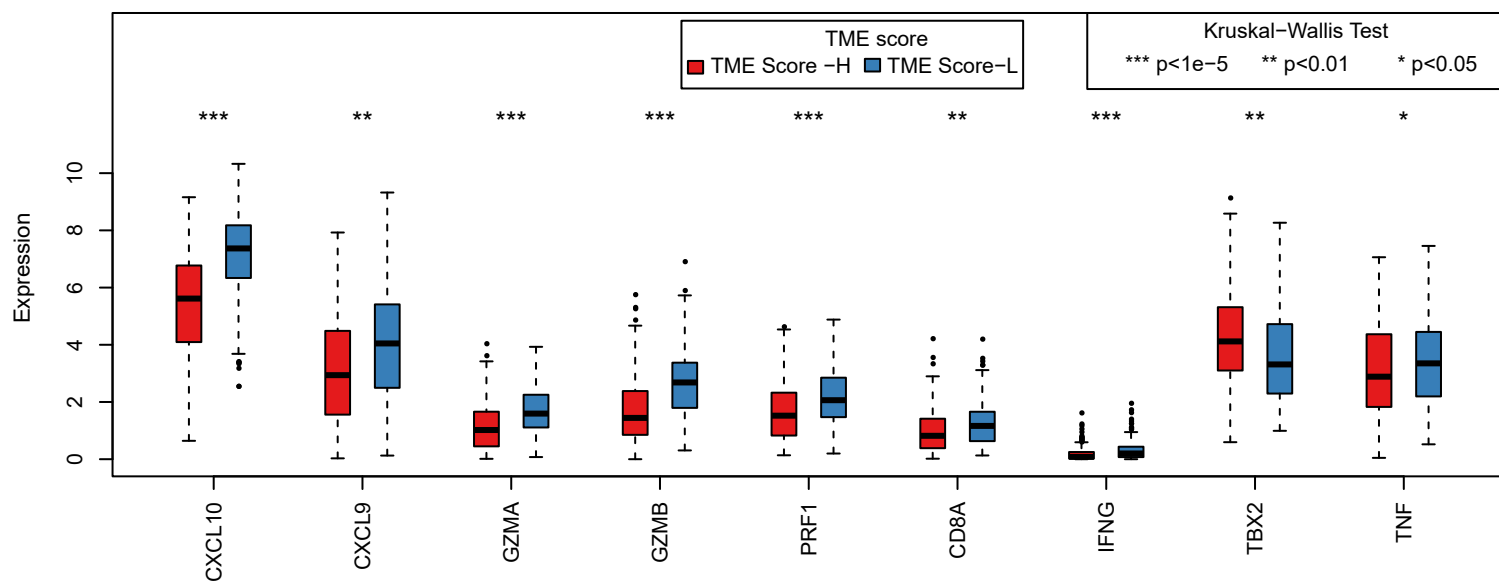 TME score
TME Score −H TME Score−L
Kruskal−Wallis Test
*** p<1e−5 ** p<0.01 * p<0.05
*** ** *** *** *** ** *** ** *
Expression
10
8
6
4
2
0
CXCL10
CXCL9
GZMA
GZMB
PRF1
CD8A
IFNG
TBX2
TNF